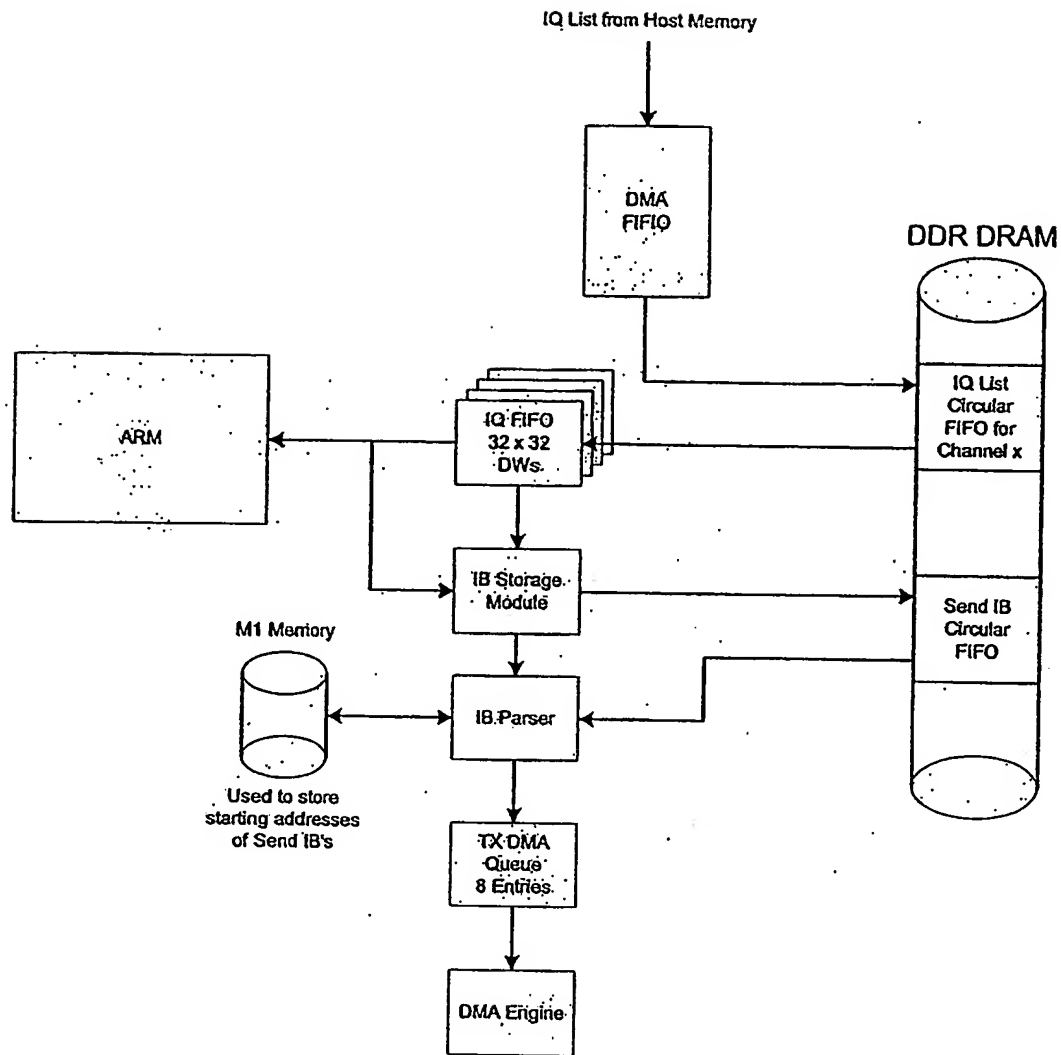 IQ List from Host Memory
DMA
FIFIO
DDR DRAM
IQ List
Circular
FIFO for
Channel x
IQ FIFO
32 x 32
DWs
ARM
IB Storage
Module
Send IB
Circular
FIFO
M1 Memory
IB Parser
Used to store
starting addresses
of Send IB's
TX DMA
Queue
8 Entries
DMA Engine